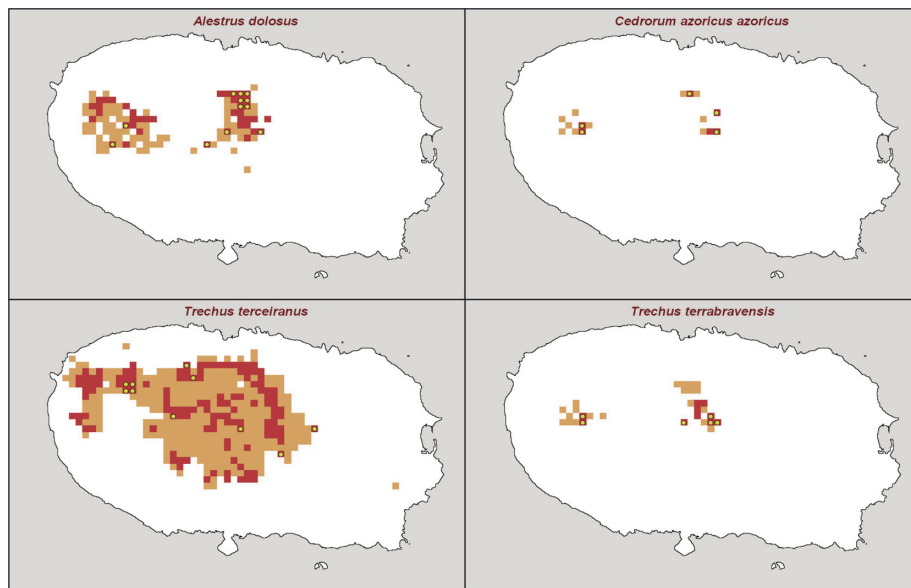 Alestrus dolosus
Cedrorum azoricus azoricus
Trechus terceiranus
Trechus terrabravensis